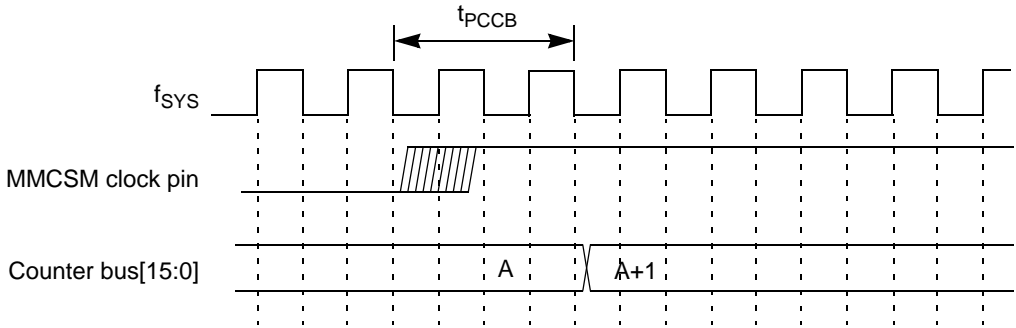 tPCCB
fSYS
MMCSM clock pin
Counter bus[15:0]
A
A+1